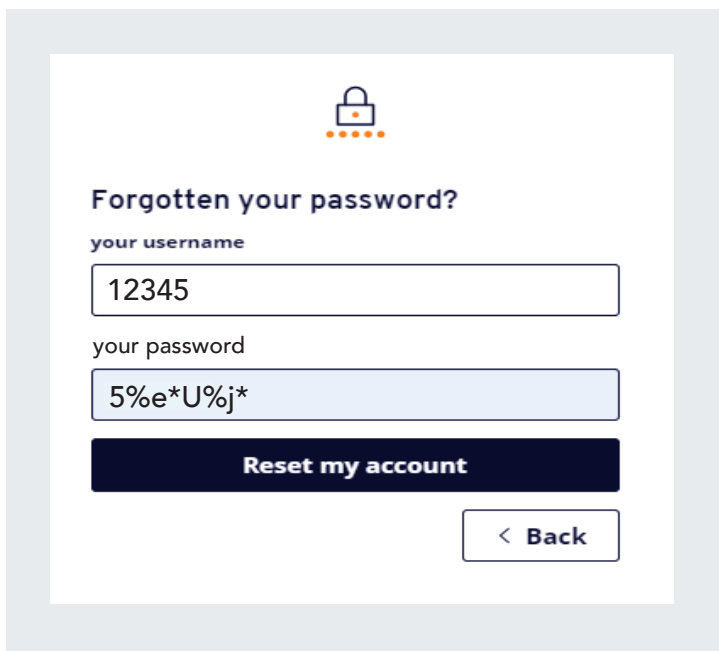 Forgotten your password?
your username
12345
your password
5%e*U%j*
Reset my account
< Back